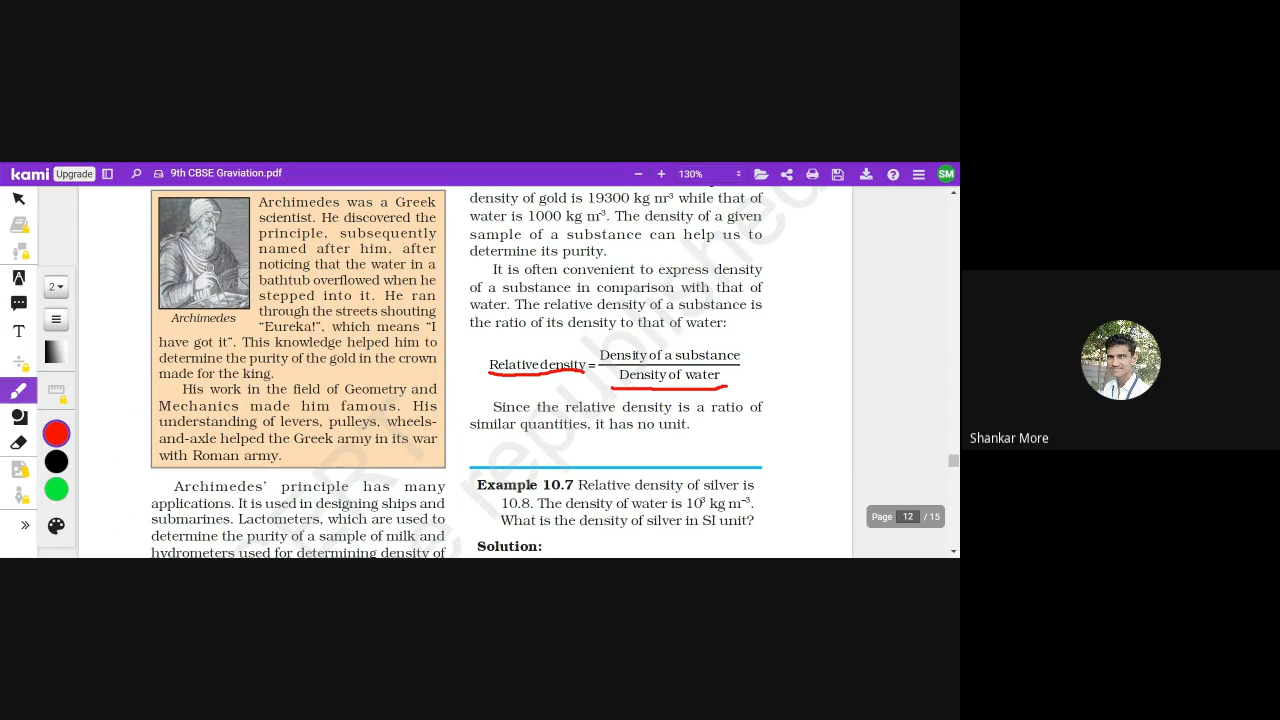 kami Upgrade 9th CBSE Graviation.pdf 130% SM
Archimedes was a Greek
scientist. He discovered the
principle, subsequently
named after him, after
noticing that the water in a
bathtub overflowed when he
stepped into it. He ran
through the streets shouting
"Eureka!", which means "I
have got it". This knowledge helped him to
determine the purity of the gold in the crown
made for the king.
Archimedes
His work in the field of Geometry and
Mechanics made him famous. His
understanding of levers, pulleys, wheels-
and-axle helped the Greek army in its war
with Roman army.
Archimedes' principle has many
applications. It is used in designing ships and
submarines. Lactometers, which are used to
determine the purity of a sample of milk and
hydrometers used for determining density of
density of gold is 19300 kg m⁻³ while that of
water is 1000 kg m⁻³. The density of a given
sample of a substance can help us to
determine its purity.
It is often convenient to express density
of a substance in comparison with that of
water. The relative density of a substance is
the ratio of its density to that of water:
Relative density = Density of a substance
Density of water
Since the relative density is a ratio of
similar quantities, it has no unit.
Example 10.7 Relative density of silver is
10.8. The density of water is 10³ kg m⁻³.
What is the density of silver in SI unit?
Solution:
2
T
Page 12 / 15
Shankar More
republished